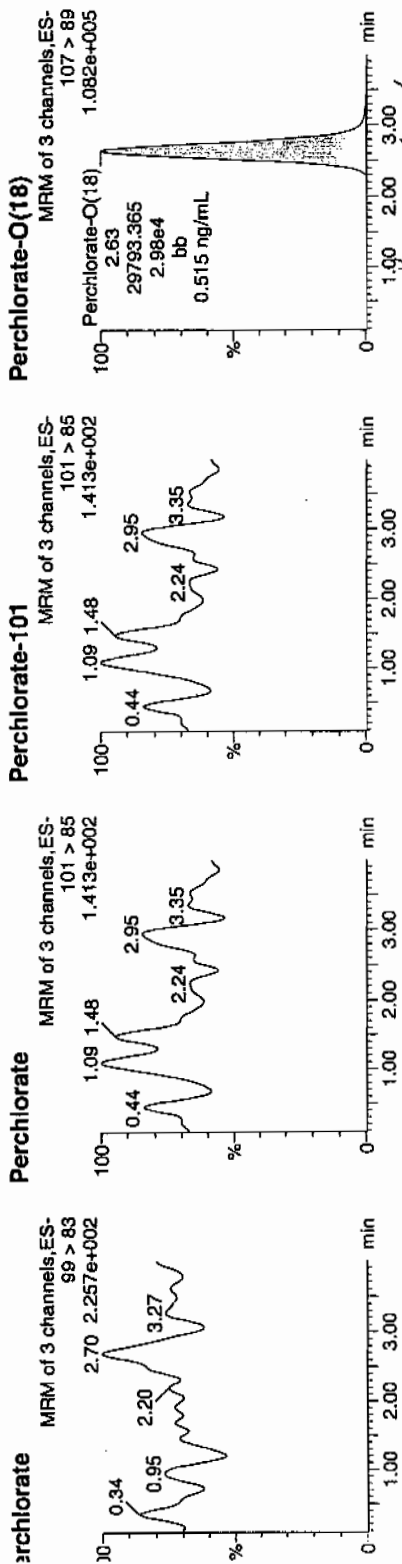 erchlorate
MRM of 3 channels,ES-
99 > 83
2.70 2.257e+002
0.34
0.95
2.20
3.27
00
%
0
1.00 2.00 3.00 min
Perchlorate
MRM of 3 channels,ES-
101 > 85
1.413e+002
100
0.44
1.09 1.48
2.24
2.95
3.35
%
0
1.00 2.00 3.00 min
Perchlorate-101
MRM of 3 channels,ES-
101 > 85
1.413e+002
100
0.44
1.09 1.48
2.24
2.95
3.35
%
0
1.00 2.00 3.00 min
Perchlorate-O(18)
MRM of 3 channels,ES-
107 > 89
1.082e+005
100
Perchlorate-O(18)
2.63
29793.365
2.98e4
bb
0.515 ng/mL
%
0
1.00 2.00 3.00 min